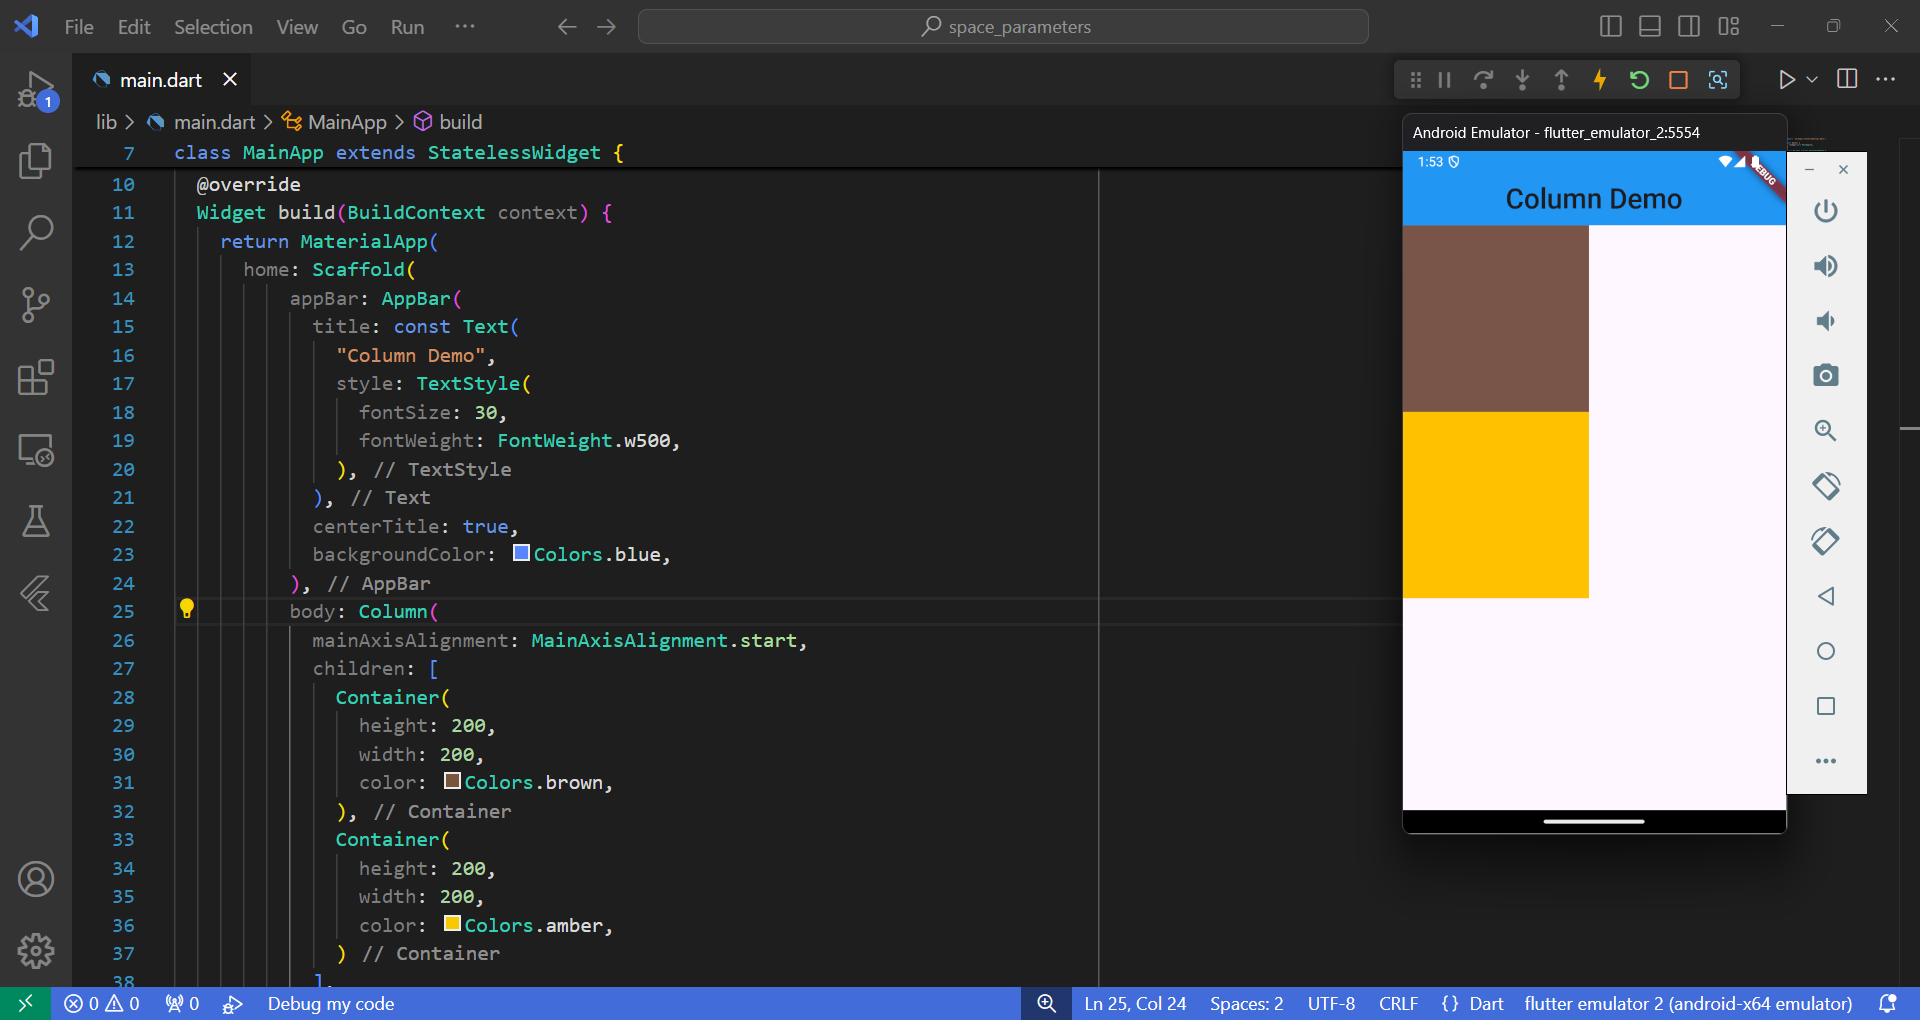 File Edit Selection View Go Run ··· space_parameters
1
main.dart
lib > main.dart > MainApp > build
7 class MainApp extends StatelessWidget {
10 @override
11 Widget build(BuildContext context) {
12 return MaterialApp(
13 home: Scaffold(
14 appBar: AppBar(
15 title: const Text(
16 "Column Demo",
17 style: TextStyle(
18 fontSize: 30,
19 fontWeight: FontWeight.w500,
20 ), // TextStyle
21 ), // Text
22 centerTitle: true,
23 backgroundColor: Colors.blue,
24 ), // AppBar
25 body: Column(
26 mainAxisAlignment: MainAxisAlignment.start,
27 children: [
28 Container(
29 height: 200,
30 width: 200,
31 color: Colors.brown,
32 ), // Container
33 Container(
34 height: 200,
35 width: 200,
36 color: Colors.amber,
37 ) // Container
38 ],
Android Emulator - flutter_emulator_2:5554
1:53
Column Demo
0 0 0 Debug my code Ln 25, Col 24 Spaces: 2 UTF-8 CRLF {} Dart flutter emulator 2 (android-x64 emulator)